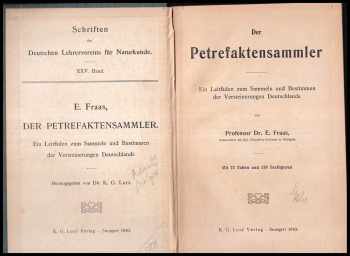 Schriften
des
Deutschen Lehrervereins für Naturkunde.
XXV. Band.
E. Fraas,
DER PETREFAKTENSAMMLER.
Ein Leitfaden zum Sammeln und Bestimmen
der Versteinerungen Deutschlands
Herausgegeben von Dr. K. G. Lutz
K. G. Lutz' Verlag · Stuttgart 1910.
Der
Petrefaktensammler
Ein Leitfaden zum Sammeln und Bestimmen
der Versteinerungen Deutschlands
von
Professor Dr. E. Fraas,
Mit 72 Tafeln und
K. G. Lutz' Verlag · Stuttgart 1910.